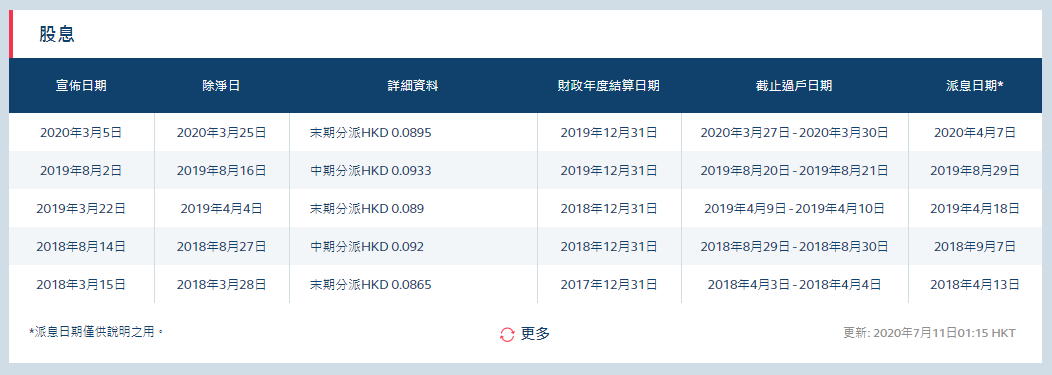 股息
宣佈日期 除淨日 詳細資料 財政年度結算日期 截止過戶日期 派息日期*
2020年3月5日 2020年3月25日 末期分派HKD 0.0895 2019年12月31日 2020年3月27日 - 2020年3月30日 2020年4月7日
2019年8月2日 2019年8月16日 中期分派HKD 0.0933 2019年12月31日 2019年8月20日 - 2019年8月21日 2019年8月29日
2019年3月22日 2019年4月4日 末期分派HKD 0.089 2018年12月31日 2019年4月9日 - 2019年4月10日 2019年4月18日
2018年8月14日 2018年8月27日 中期分派HKD 0.092 2018年12月31日 2018年8月29日 - 2018年8月30日 2018年9月7日
2018年3月15日 2018年3月28日 末期分派HKD 0.0865 2017年12月31日 2018年4月3日 - 2018年4月4日 2018年4月13日
*派息日期僅供說明之用。 更多 更新: 2020年7月11日01:15 HKT